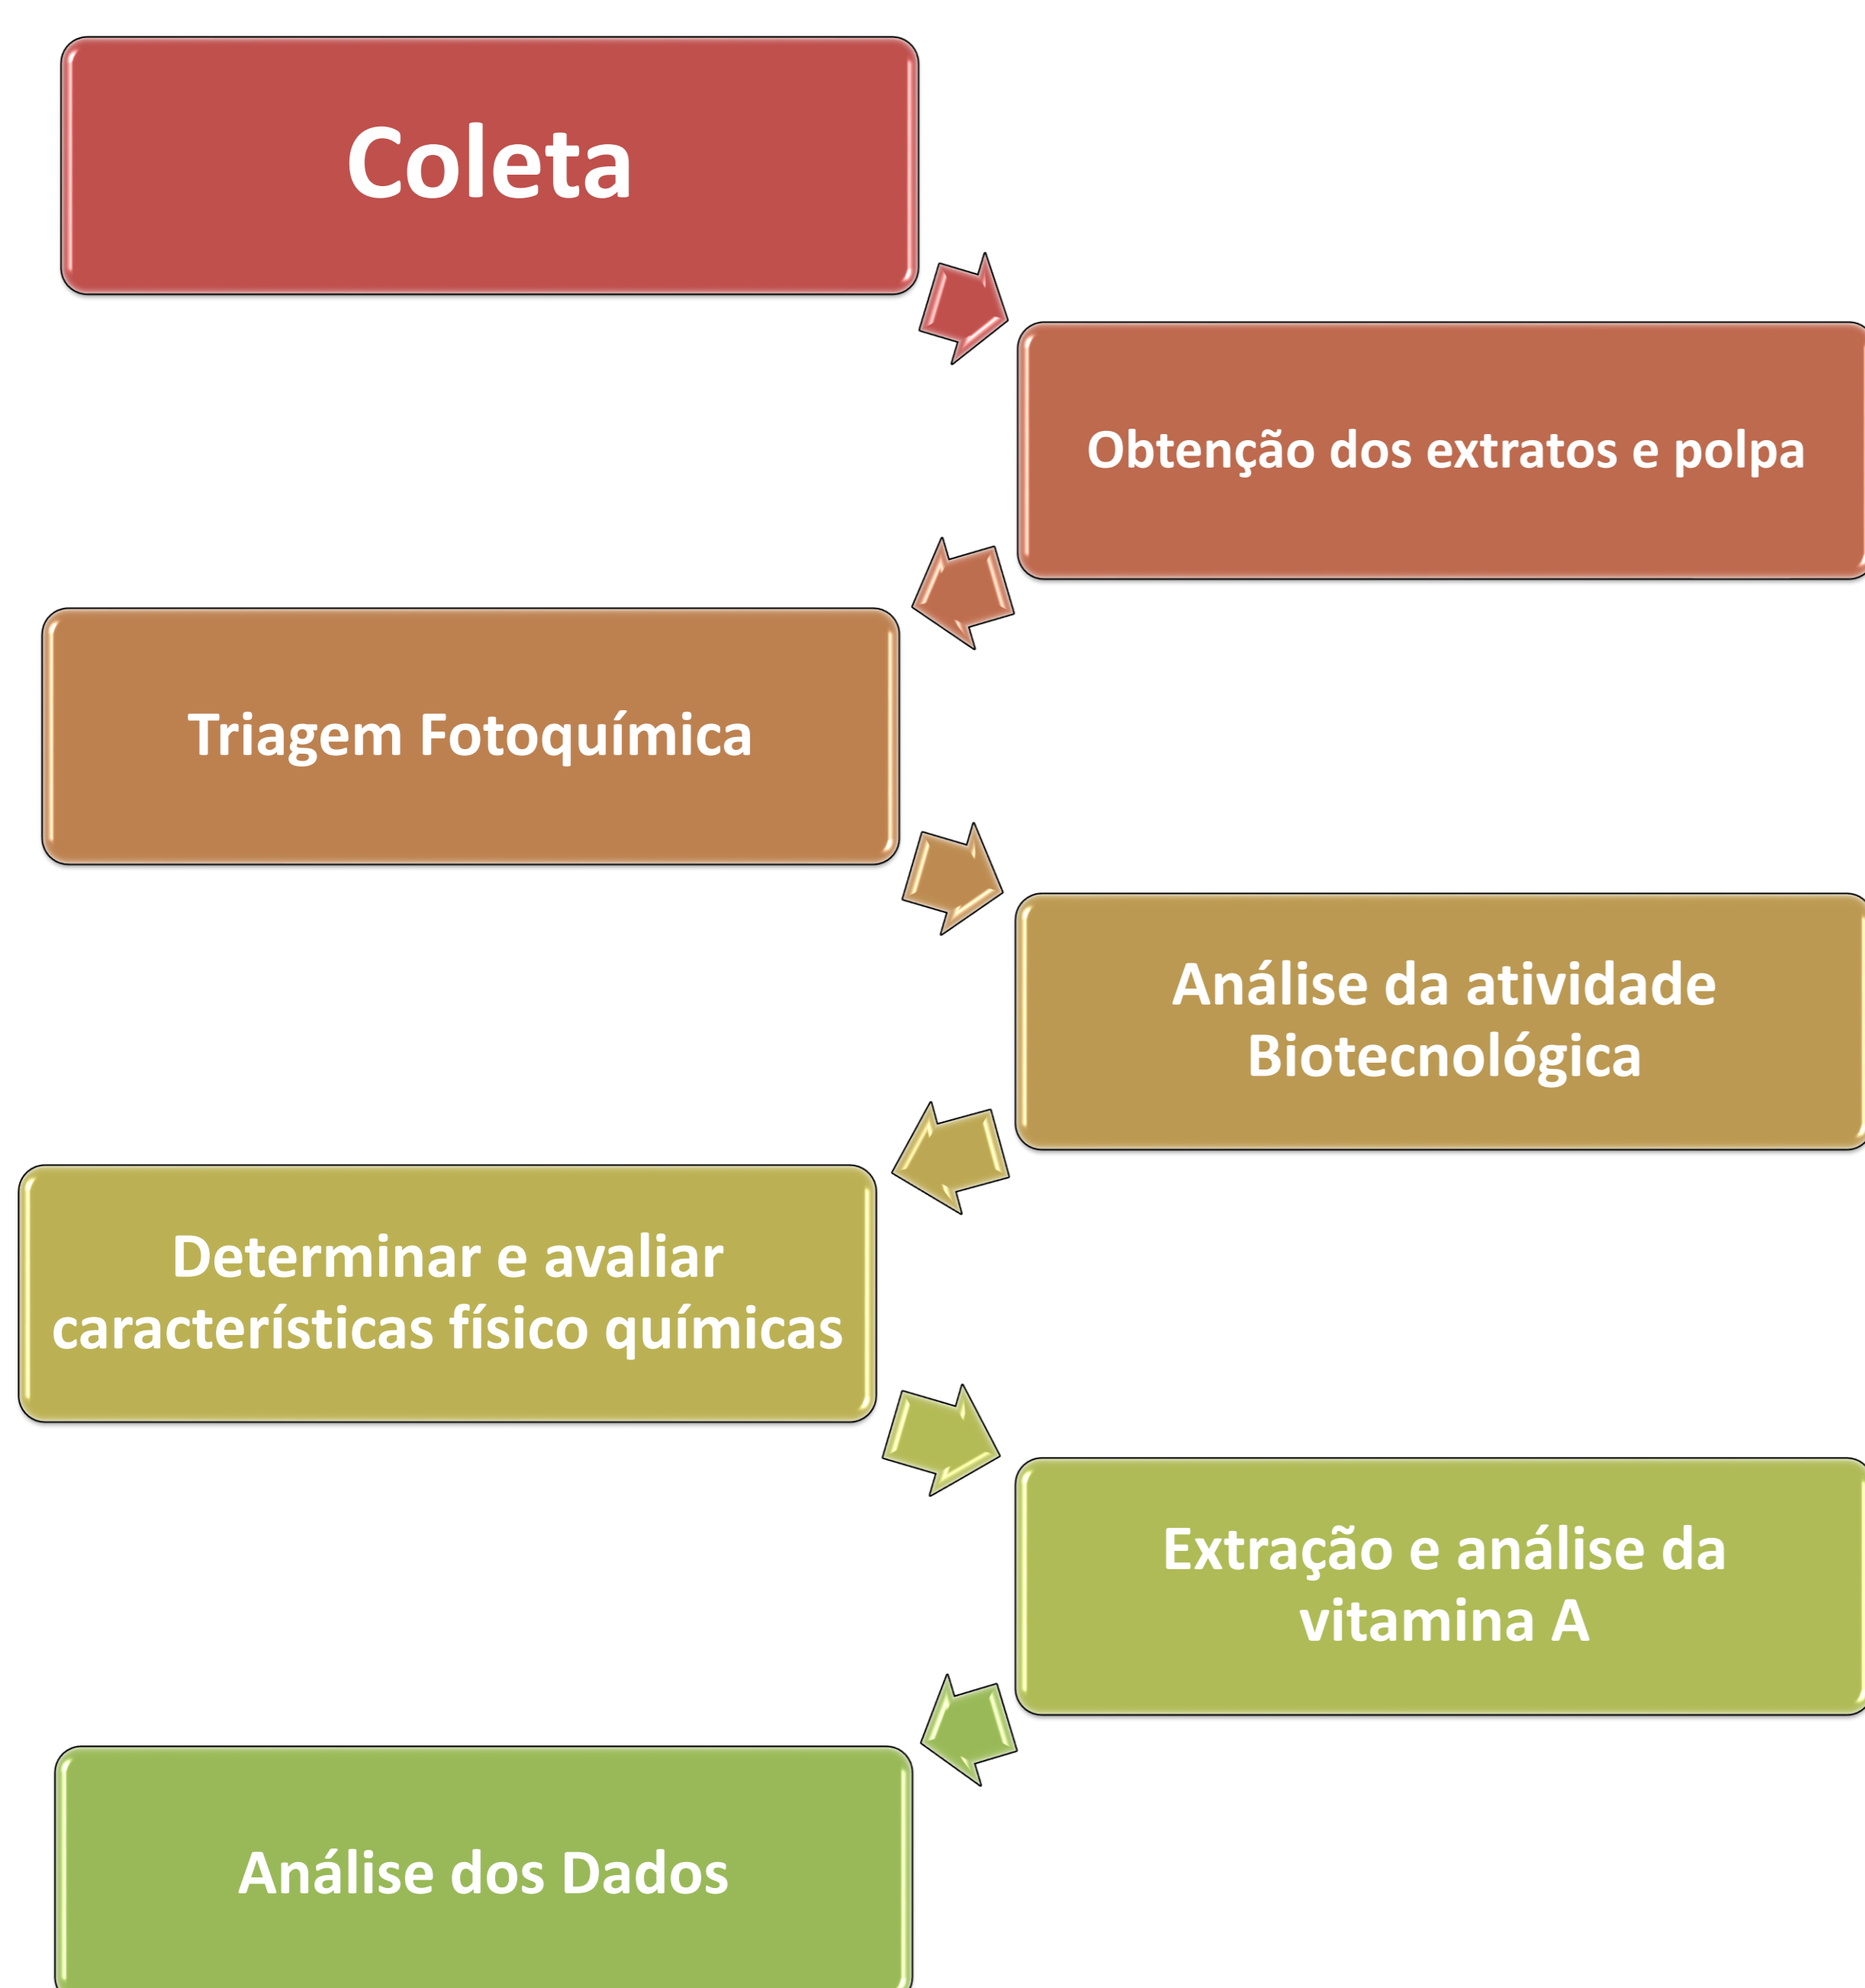 Coleta
Obtenção dos extratos e polpa
Triagem Fotoquímica
Análise da atividade
Biotecnológica
Determinar e avaliar
características físico químicas
Extração e análise da
vitamina A
Análise dos Dados